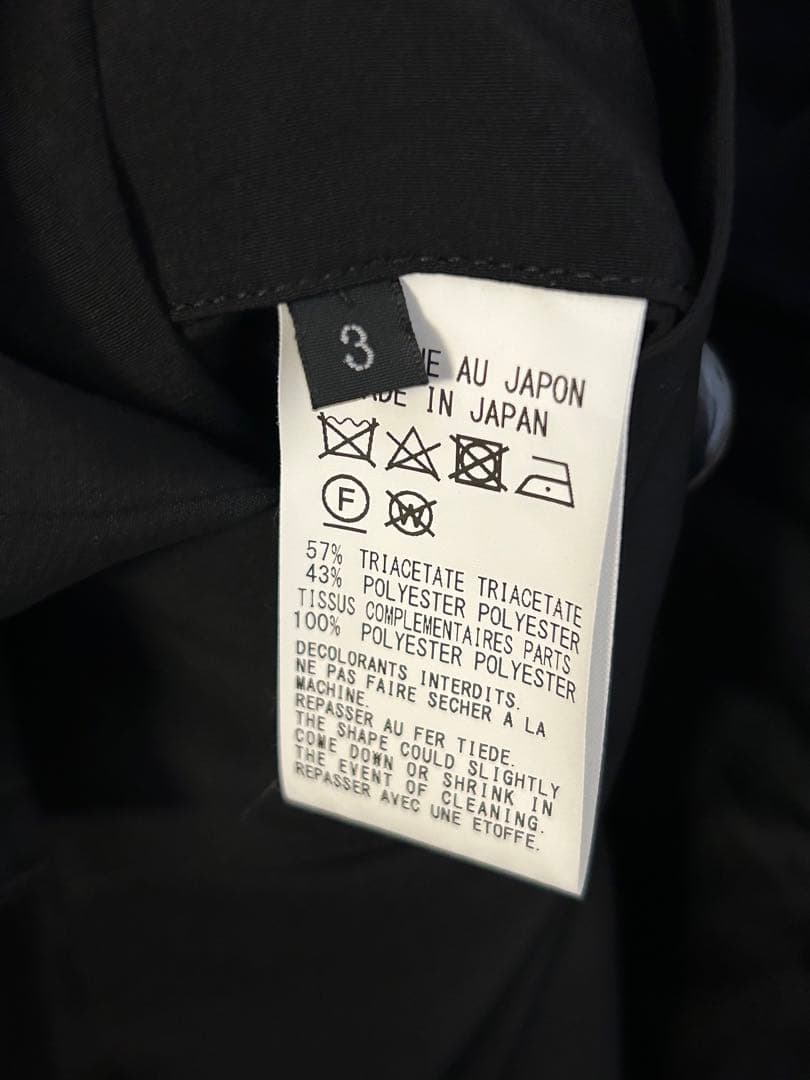 3
AU JAPON
IN JAPAN
F
W
57% TRIACETATE TRIACETATE
43% POLYESTER POLYESTER
TISSUS COMPLEMENTAIRES PARTS
100% POLYESTER POLYESTER
DECOLORANTS INTERDITS.
NE PAS FAIRE SECHER A LA
MACHINE.
REPASSER AU FER TIEDE.
THE SHAPE COULD SLIGHTLY
COME DOWN OR SHRINK IN
THE EVENT OF CLEANING.
REPASSER AVEC UNE ETOFFE.